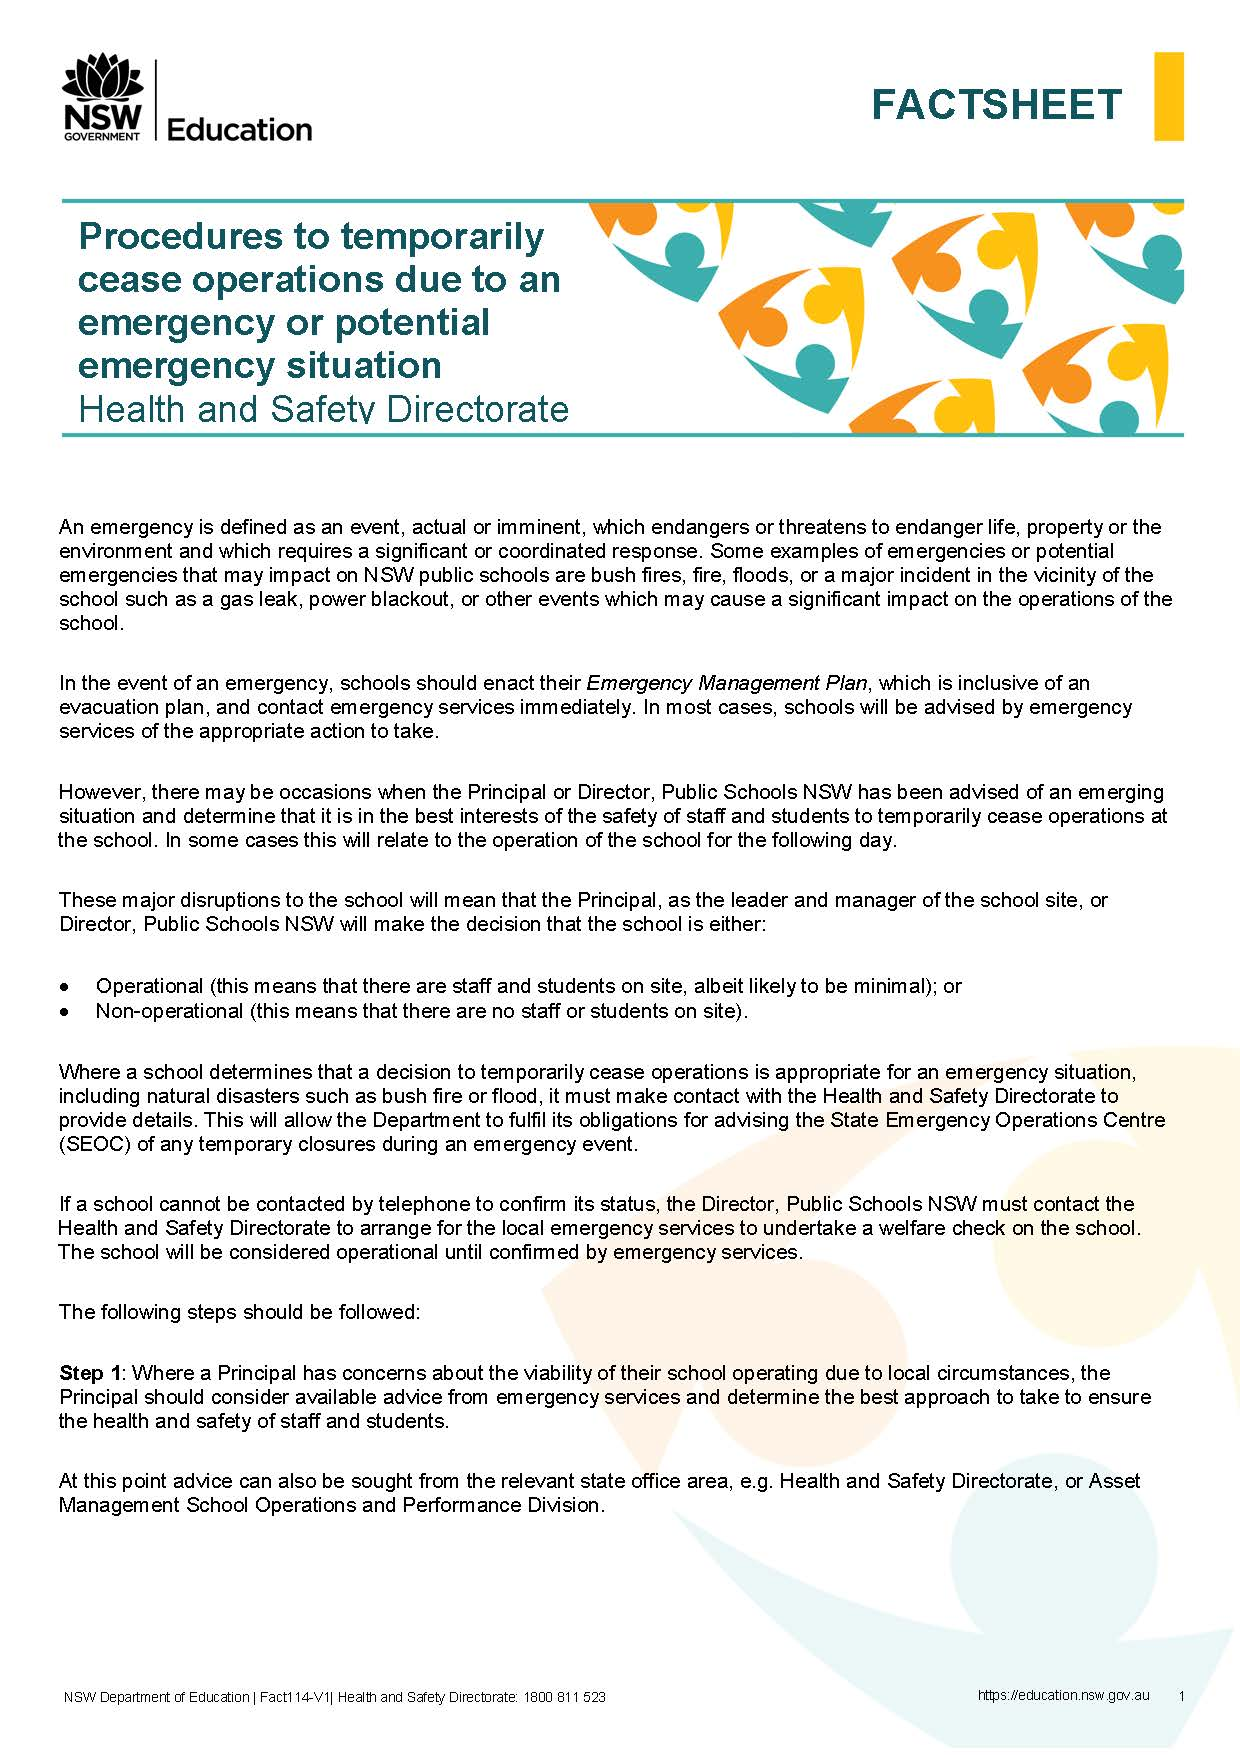 NSW
GOVERNMENT
Education
FACTSHEET
Procedures to temporarily
cease operations due to an
emergency or potential
emergency situation
Health and Safety Directorate
An emergency is defined as an event, actual or imminent, which endangers or threatens to endanger life, property or the
environment and which requires a significant or coordinated response. Some examples of emergencies or potential
emergencies that may impact on NSW public schools are bush fires, fire, floods, or a major incident in the vicinity of the
school such as a gas leak, power blackout, or other events which may cause a significant impact on the operations of the
school.
In the event of an emergency, schools should enact their Emergency Management Plan, which is inclusive of an
evacuation plan, and contact emergency services immediately. In most cases, schools will be advised by emergency
services of the appropriate action to take.
However, there may be occasions when the Principal or Director, Public Schools NSW has been advised of an emerging
situation and determine that it is in the best interests of the safety of staff and students to temporarily cease operations at
the school. In some cases this will relate to the operation of the school for the following day.
These major disruptions to the school will mean that the Principal, as the leader and manager of the school site, or
Director, Public Schools NSW will make the decision that the school is either:
• Operational (this means that there are staff and students on site, albeit likely to be minimal); or
• Non-operational (this means that there are no staff or students on site).
Where a school determines that a decision to temporarily cease operations is appropriate for an emergency situation,
including natural disasters such as bush fire or flood, it must make contact with the Health and Safety Directorate to
provide details. This will allow the Department to fulfil its obligations for advising the State Emergency Operations Centre
(SEOC) of any temporary closures during an emergency event.
If a school cannot be contacted by telephone to confirm its status, the Director, Public Schools NSW must contact the
Health and Safety Directorate to arrange for the local emergency services to undertake a welfare check on the school.
The school will be considered operational until confirmed by emergency services.
The following steps should be followed:
Step 1: Where a Principal has concerns about the viability of their school operating due to local circumstances, the
Principal should consider available advice from emergency services and determine the best approach to take to ensure
the health and safety of staff and students.
At this point advice can also be sought from the relevant state office area, e.g. Health and Safety Directorate, or Asset
Management School Operations and Performance Division.
NSW Department of Education | Fact114-V1| Health and Safety Directorate: 1800 811 523
https://education.nsw.gov.au 1